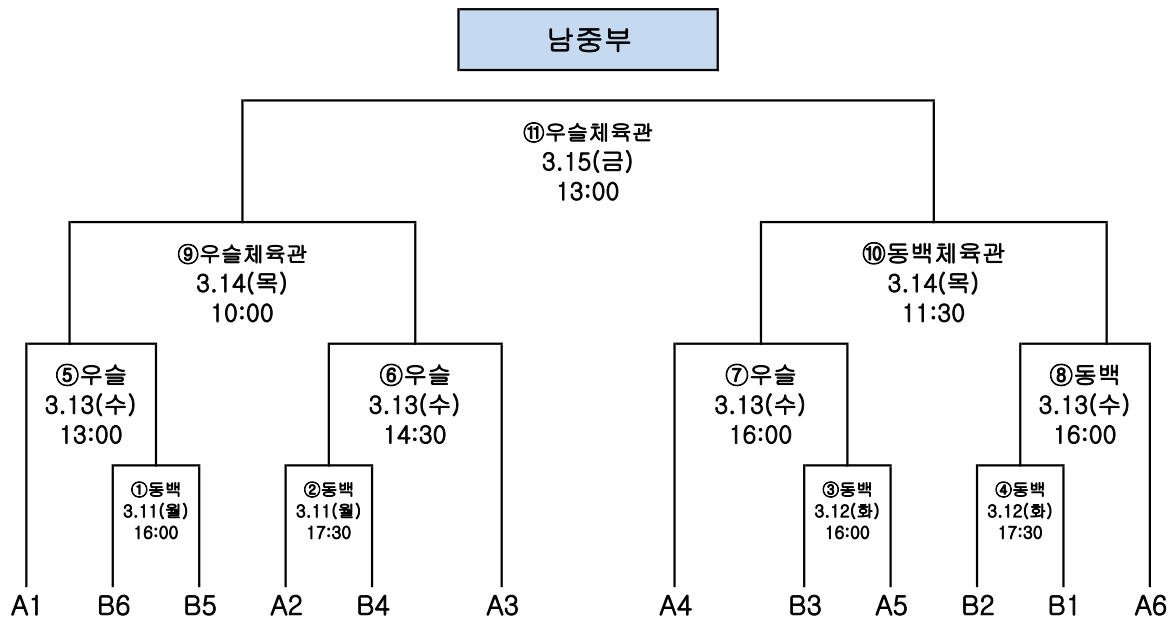 남중부
⑪우슬체육관
3.15(금)
13:00
⑨우슬체육관
3.14(목)
10:00
⑩동백체육관
3.14(목)
11:30
⑤우슬
3.13(수)
13:00
⑥우슬
3.13(수)
14:30
⑦우슬
3.13(수)
16:00
⑧동백
3.13(수)
16:00
①동백
3.11(월)
16:00
②동백
3.11(월)
17:30
③동백
3.12(화)
16:00
④동백
3.12(화)
17:30
A1 B6 B5 A2 B4 A3 A4 B3 A5 B2 B1 A6